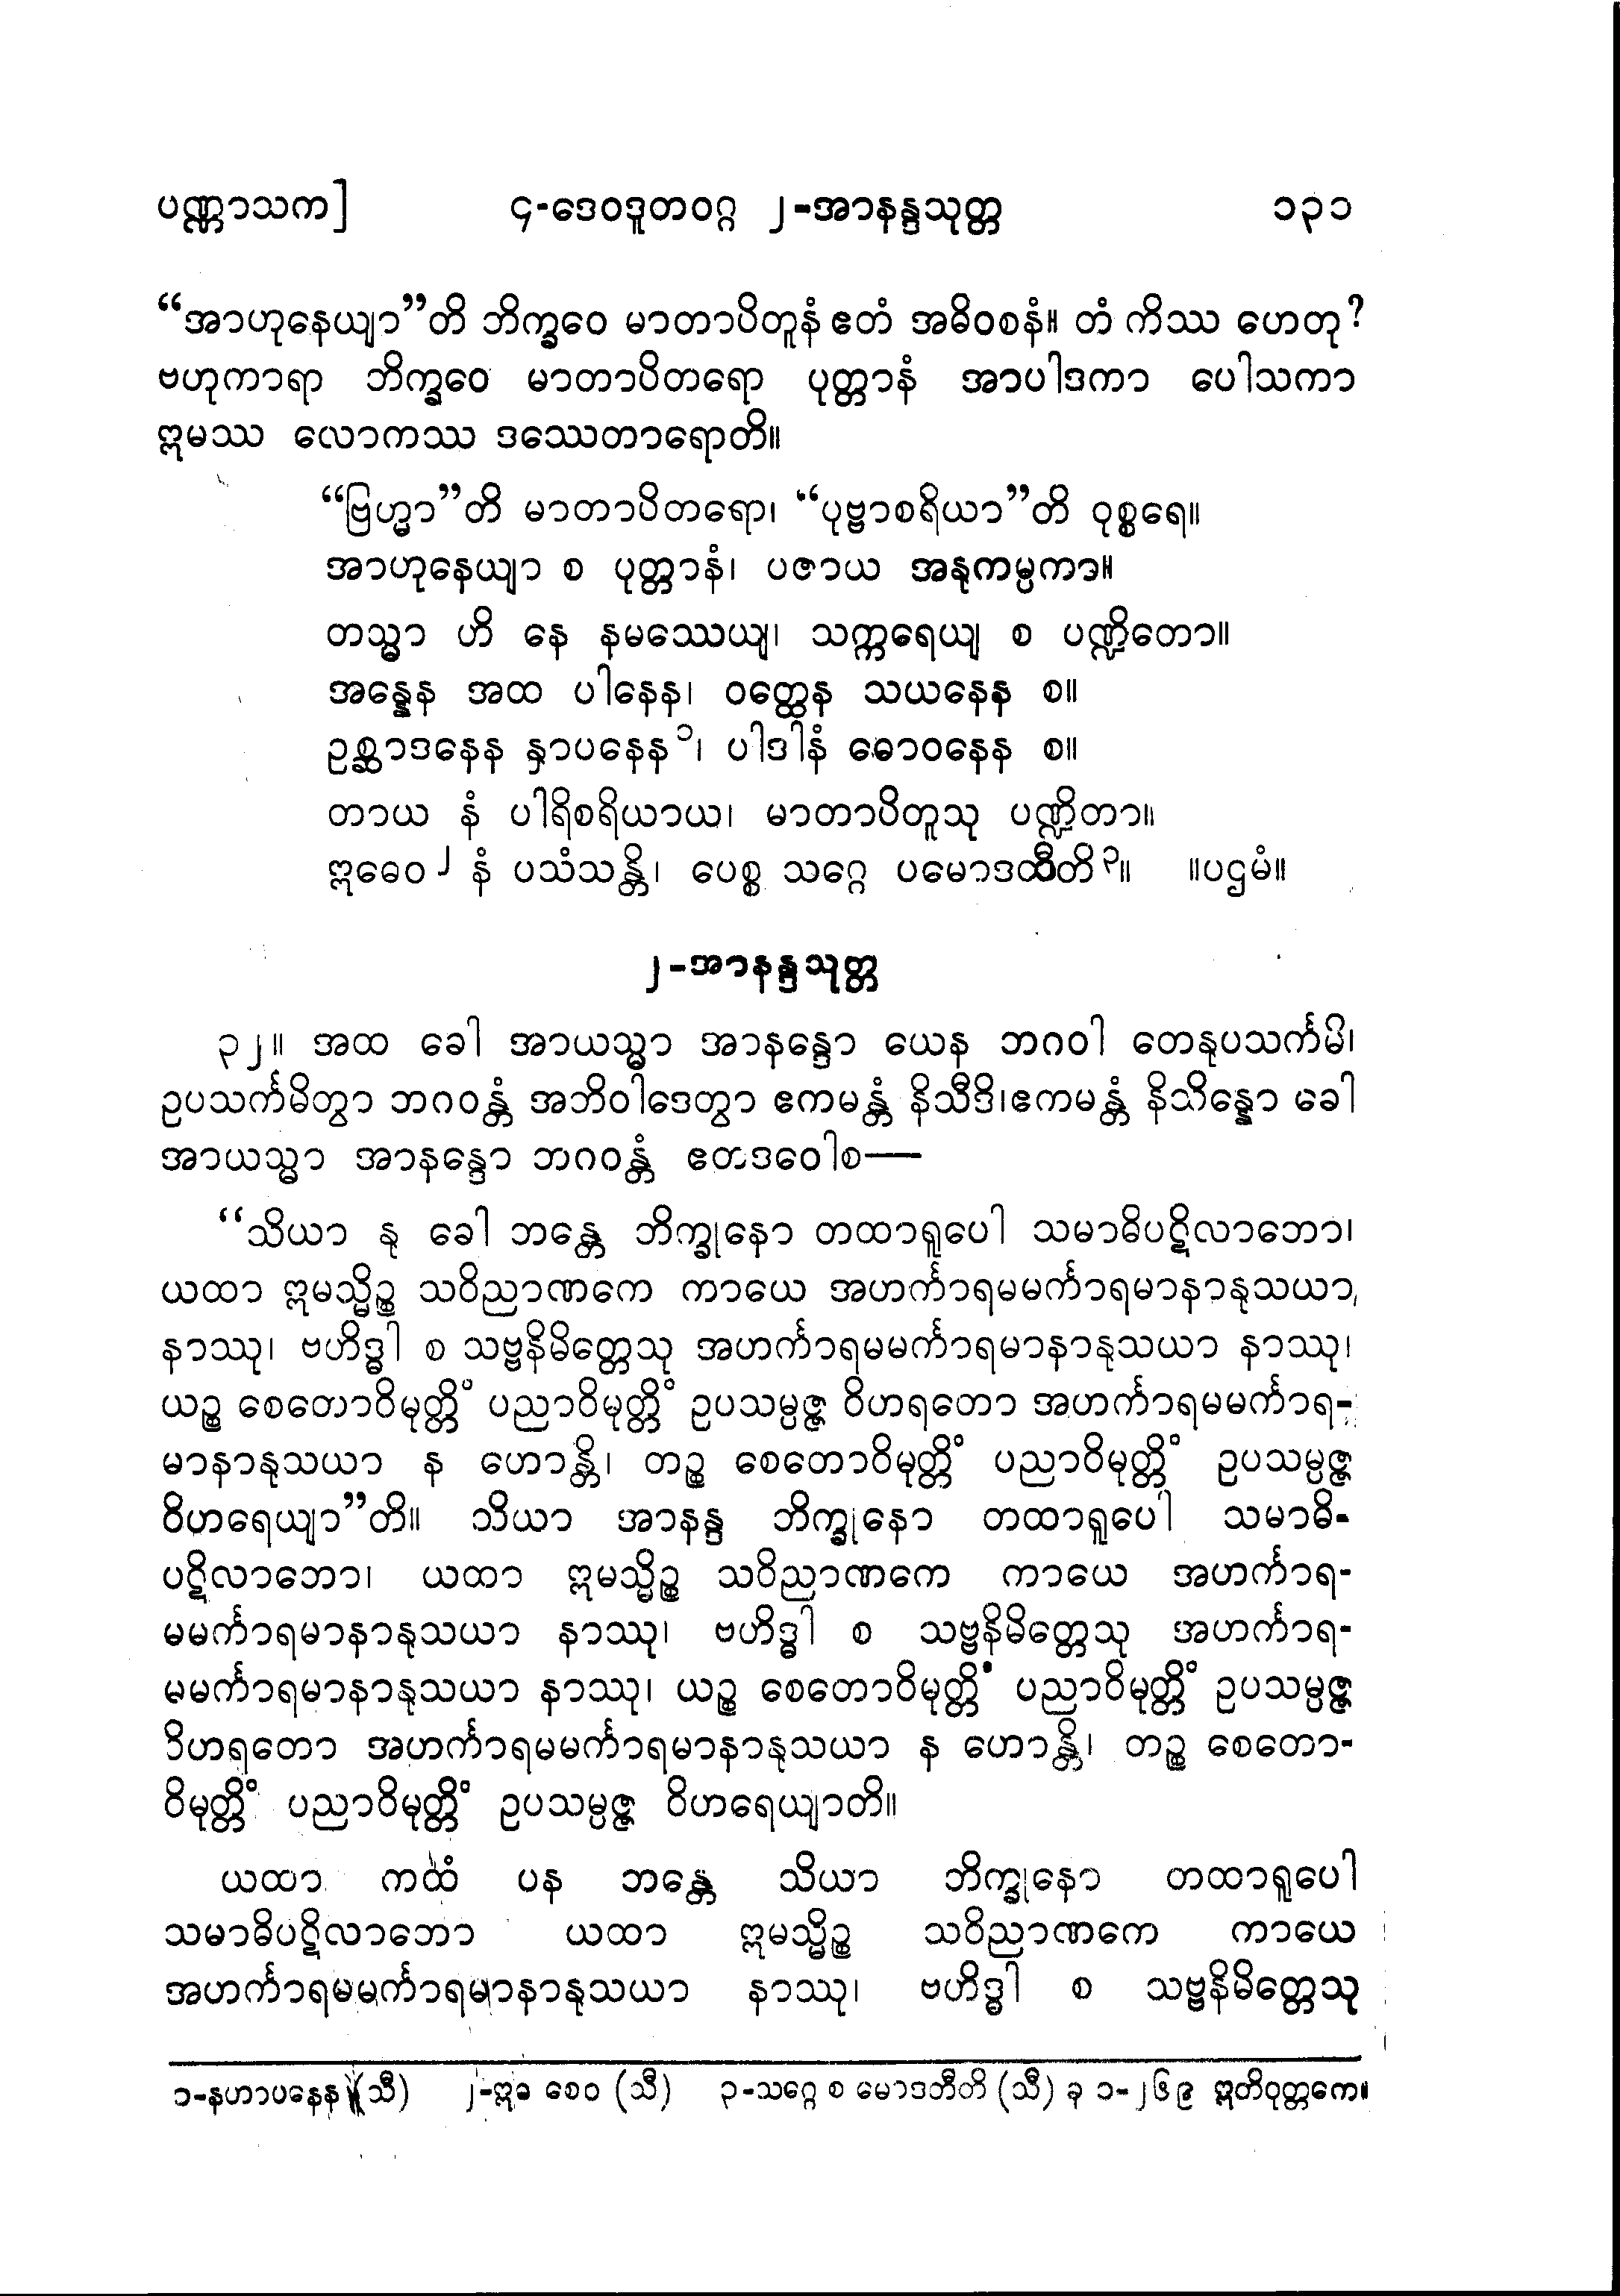 ပဏ္ဏာသက] ၄-ဒေဝဒူတဝဂ္ဂ ၂-အာနန္ဒသုတ္တ ၁၃၁
“အာဟုနေယျာ”တိ ဘိက္ခဝေ မာတာပိတူနံ ဧတံ အဓိဝစနံ။ တံ ကိဿ ဟေတု?
ဗဟုကာရာ ဘိက္ခဝေ မာတာပိတရော ပုတ္တာနံ အာပါဒကာ ပေါသကာ
ဣမဿ လောကဿ ဒဿေတာရောတိ။
“ဗြဟ္မာ”တိ မာတာပိတရော၊ “ပုဗ္ဗာစရိယာ”တိ ဝုစ္စရေ။
အာဟုနေယျာ စ ပုတ္တာနံ၊ ပဇာယ အနုကမ္ပကာ။
တသ္မာ ဟိ နေ နမဿေယျ၊ သက္ကရေယျ စ ပဏ္ဍိတော။
အန္နေန အထ ပါနေန၊ ဝတ္ထေန သယနေန စ။
ဥစ္ဆာဒနေန နှာပနေန၁၊ ပါဒါနံ ဓောဝနေန စ။
တာယ နံ ပါရိစရိယာယ၊ မာတာပိတူသု ပဏ္ဍိတာ။
ဣဓေဝ၂ နံ ပသံသန္တိ၊ ပေစ္စ သဂ္ဂေ ပမောဒတီတိ၃။ ။ပဌမံ။
၂-အာနန္ဒသုတ္တ
၃၂။ အထ ခေါ အာယသ္မာ အာနန္ဒော ယေန ဘဂဝါ တေနုပသင်္ကမိ၊
ဥပသင်္ကမိတွာ ဘဂဝန္တံ အဘိဝါဒေတွာ ဧကမန္တံ နိသီဒိ၊ဧကမန္တံ နိသိန္နော ခေါ
အာယသ္မာ အာနန္ဒော ဘဂဝန္တံ ဧတဒဝေါစ—
“သိယာ နု ခေါ ဘန္တေ ဘိက္ခုနော တထာရူပေါ သမာဓိပဋိလာဘော၊
ယထာ ဣမသ္မိဉ္စ သဝိညာဏကေ ကာယေ အဟင်္ကာရမမင်္ကာရမာနာနုသယာ
နာဿု၊ ဗဟိဒ္ဓါ စ သဗ္ဗနိမိတ္တေသု အဟင်္ကာရမမင်္ကာရမာနာနုသယာ နာဿု၊
ယဉ္စ စေတောဝိမုတ္တိံ ပညာဝိမုတ္တိံ ဥပသမ္ပဇ္ဇ ဝိဟရတော အဟင်္ကာရမမင်္ကာရ-
မာနာနုသယာ န ဟောန္တိ၊ တဉ္စ စေတောဝိမုတ္တိံ ပညာဝိမုတ္တိံ ဥပသမ္ပဇ္ဇ
ဝိဟရေယျာ”တိ။ သိယာ အာနန္ဒ ဘိက္ခုနော တထာရူပေါ သမာဓိ-
ပဋိလာဘော၊ ယထာ ဣမသ္မိဉ္စ သဝိညာဏကေ ကာယေ အဟင်္ကာရ-
မမင်္ကာရမာနာနုသယာ နာဿု၊ ဗဟိဒ္ဓါ စ သဗ္ဗနိမိတ္တေသု အဟင်္ကာရ-
မမင်္ကာရမာနာနုသယာ နာဿု၊ ယဉ္စ စေတောဝိမုတ္တိံ ပညာဝိမုတ္တိံ ဥပသမ္ပဇ္ဇ
ဝိဟရတော အဟင်္ကာရမမင်္ကာရမာနာနုသယာ န ဟောန္တိ၊ တဉ္စ စေတော-
ဝိမုတ္တိံ ပညာဝိမုတ္တိံ ဥပသမ္ပဇ္ဇ ဝိဟရေယျာတိ။
ယထာ ကထံ ပန ဘန္တေ သိယာ ဘိက္ခုနော တထာရူပေါ
သမာဓိပဋိလာဘော ယထာ ဣမသ္မိဉ္စ သဝိညာဏကေ ကာယေ
အဟင်္ကာရမမင်္ကာရမာနာနုသယာ နာဿု၊ ဗဟိဒ္ဓါ စ သဗ္ဗနိမိတ္တေသု
၁-နဟာပနေန (သီ) ၂-ဣဓ စေဝ (သီ) ၃-သဂ္ဂေ စ မောဒတီတိ (သီ) ခု ၁-၂၆၉ ဣတိဝုတ္တကေ။